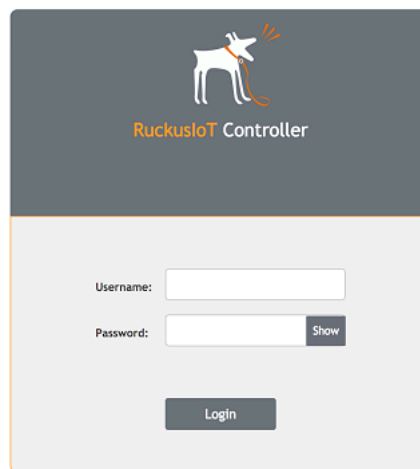 RuckusIoT Controller
Username:
Password:
Show
Login